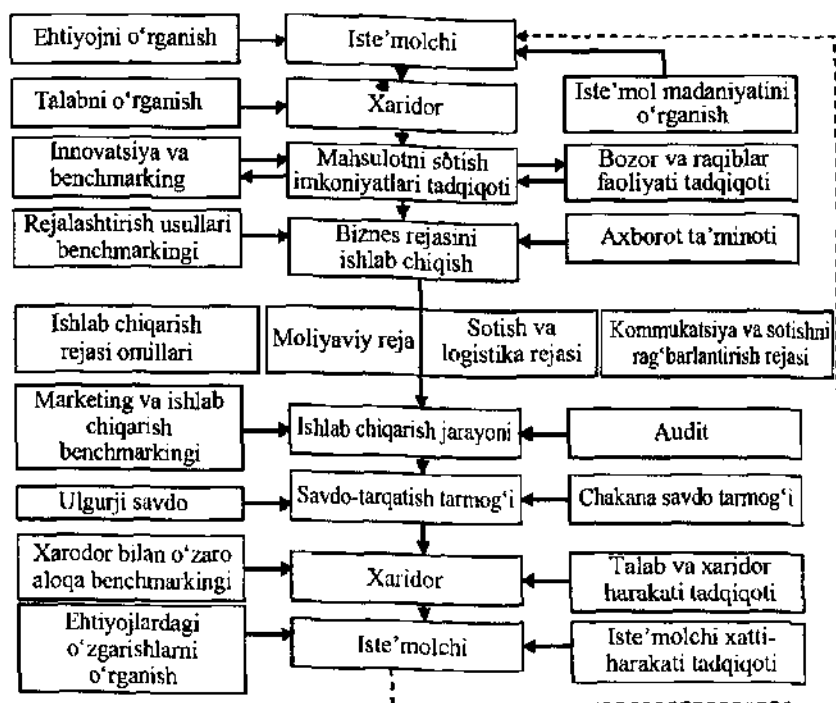 Ehtiyojni o‘rganish
Iste’molchi
Talabni o‘rganish
Xaridor
Iste’mol madaniyatini
o‘rganish
Innovatsiya va
benchmarking
Mahsulotni sotish
imkoniyatlari tadqiqoti
Bozor va raqiblar
faoliyati tadqiqoti
Rejalashtirish usullari
benchmarkingi
Biznes rejasini
ishlab chiqish
Axborot ta’minoti
Ishlab chiqarish
rejasi omillari
Moliyaviy reja
Sotish va
logistika rejasi
Kommukatsiya va sotishni
rag‘barlantirish rejasi
Marketing va ishlab
chiqarish
benchmarkingi
Ishlab chiqarish jarayoni
Audit
Ulgurji savdo
Savdo-tarqatish tarmog‘i
Chakana savdo tarmog‘i
Xarodor bilan o‘zaro
aloqa benchmarkingi
Xaridor
Talab va xaridor
harakati tadqiqoti
Ehtiyojlardagi
o‘zgarishlarni
o‘rganish
Iste’molchi
Iste’molchi xatti-
harakati tadqiqoti